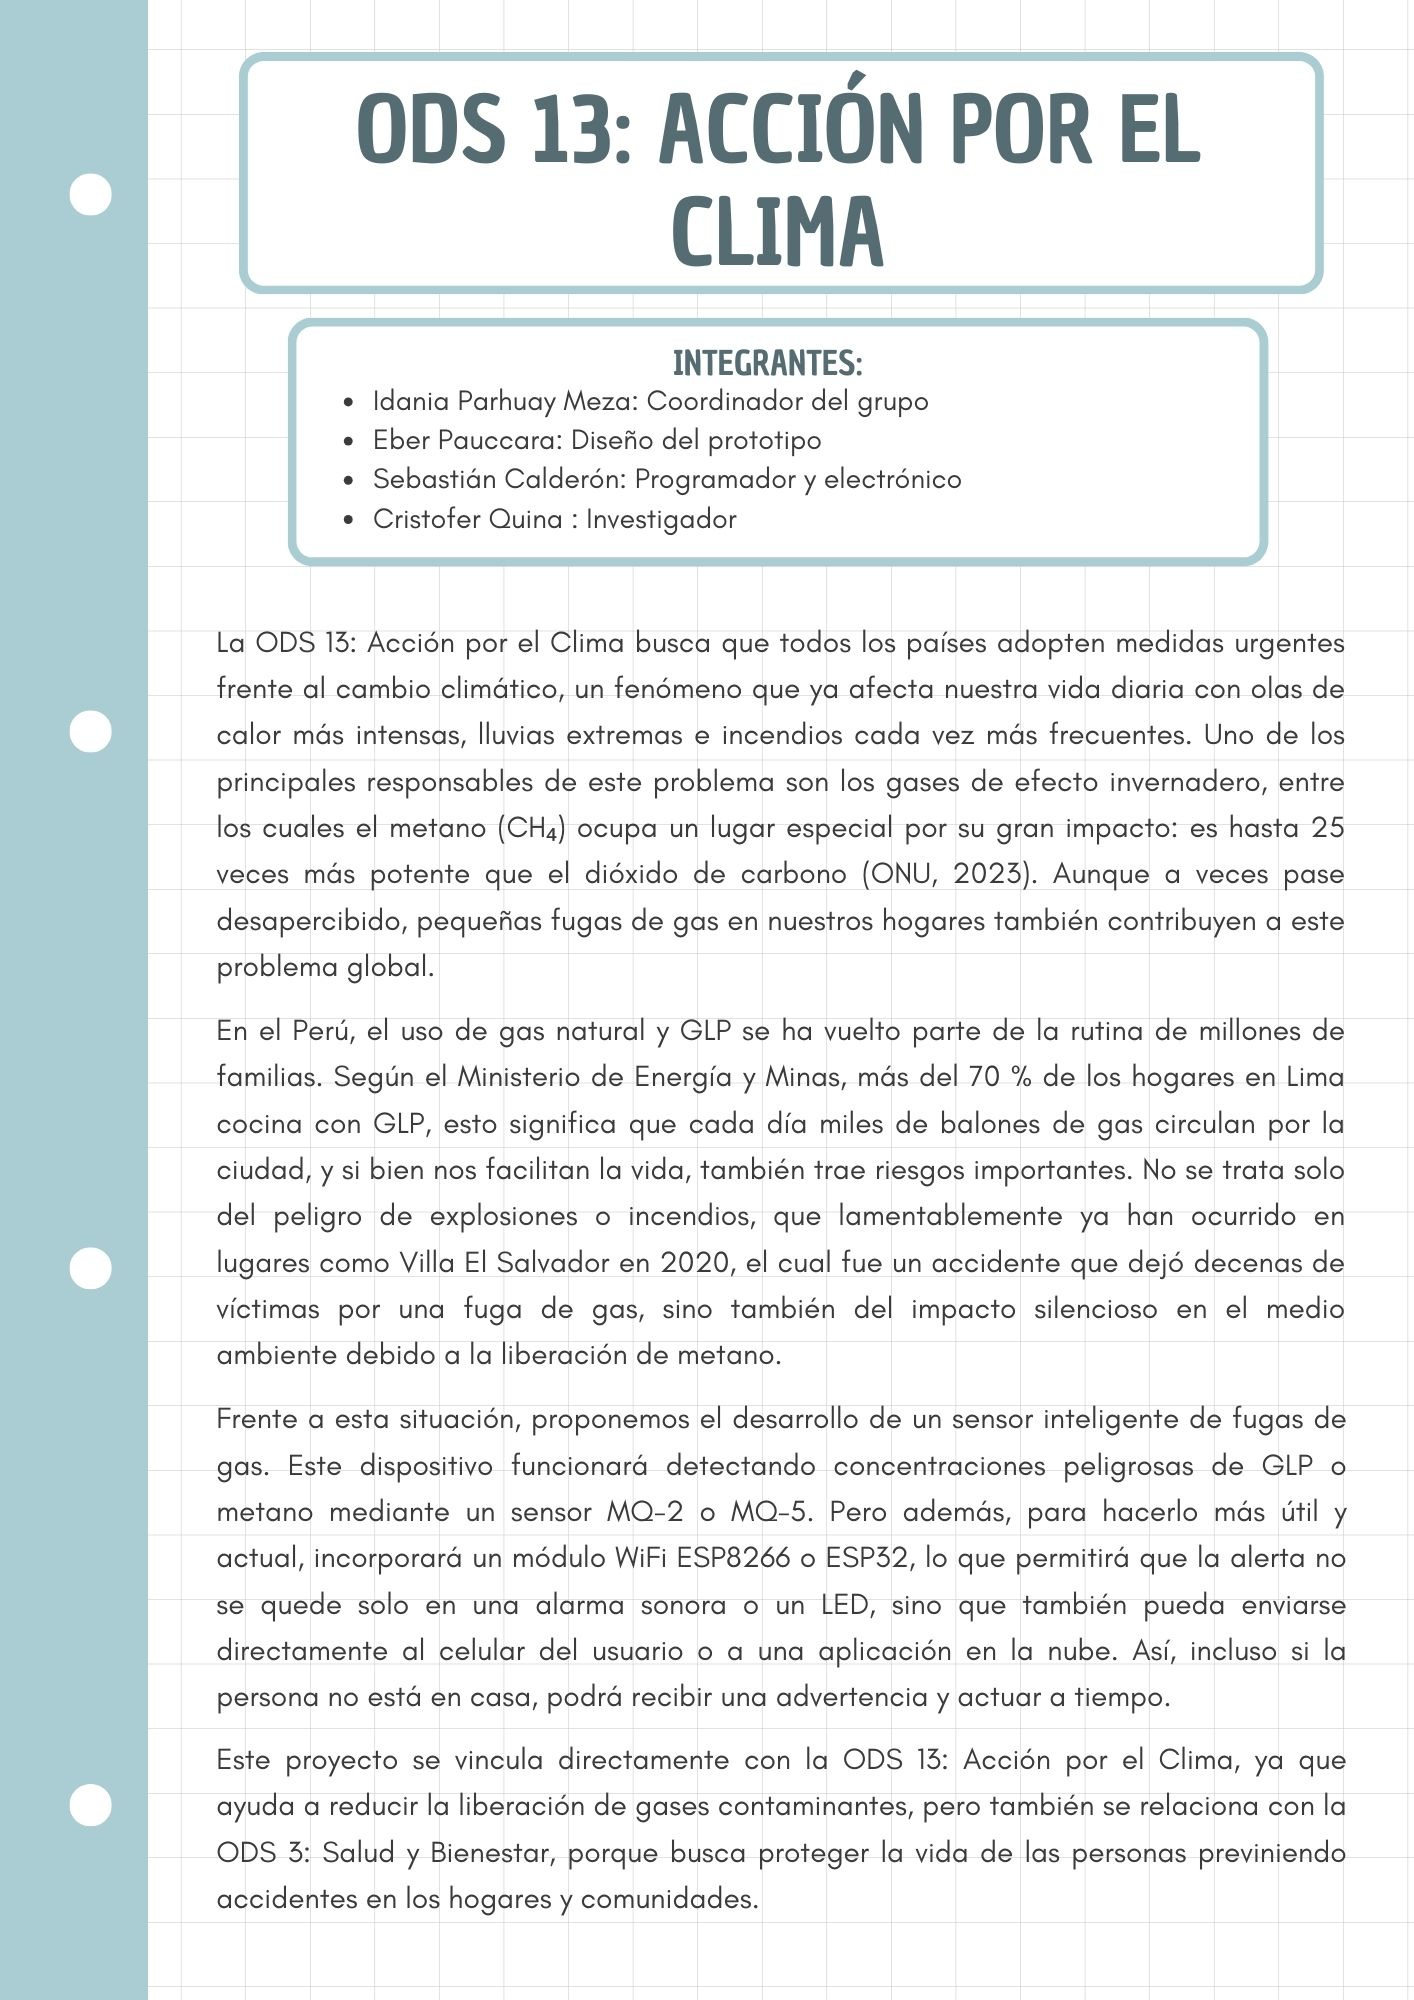 ODS 13: ACCIÓN POR EL
CLIMA
INTEGRANTES:
• Idania Parhuay Meza: Coordinador del grupo
• Eber Pauccara: Diseño del prototipo
• Sebastián Calderón: Programador y electrónico
• Cristofer Quina : Investigador
La ODS 13: Acción por el Clima busca que todos los países adopten medidas urgentes
frente al cambio climático, un fenómeno que ya afecta nuestra vida diaria con olas de
calor más intensas, lluvias extremas e incendios cada vez más frecuentes. Uno de los
principales responsables de este problema son los gases de efecto invernadero, entre
los cuales el metano (CH₄) ocupa un lugar especial por su gran impacto: es hasta 25
veces más potente que el dióxido de carbono (ONU, 2023). Aunque a veces pase
desapercibido, pequeñas fugas de gas en nuestros hogares también contribuyen a este
problema global.
En el Perú, el uso de gas natural y GLP se ha vuelto parte de la rutina de millones de
familias. Según el Ministerio de Energía y Minas, más del 70 % de los hogares en Lima
cocina con GLP, esto significa que cada día miles de balones de gas circulan por la
ciudad, y si bien nos facilitan la vida, también trae riesgos importantes. No se trata solo
del peligro de explosiones o incendios, que lamentablemente ya han ocurrido en
lugares como Villa El Salvador en 2020, el cual fue un accidente que dejó decenas de
víctimas por una fuga de gas, sino también del impacto silencioso en el medio
ambiente debido a la liberación de metano.
Frente a esta situación, proponemos el desarrollo de un sensor inteligente de fugas de
gas. Este dispositivo funcionará detectando concentraciones peligrosas de GLP o
metano mediante un sensor MQ-2 o MQ-5. Pero además, para hacerlo más útil y
actual, incorporará un módulo WiFi ESP8266 o ESP32, lo que permitirá que la alerta no
se quede solo en una alarma sonora o un LED, sino que también pueda enviarse
directamente al celular del usuario o a una aplicación en la nube. Así, incluso si la
persona no está en casa, podrá recibir una advertencia y actuar a tiempo.
Este proyecto se vincula directamente con la ODS 13: Acción por el Clima, ya que
ayuda a reducir la liberación de gases contaminantes, pero también se relaciona con la
ODS 3: Salud y Bienestar, porque busca proteger la vida de las personas previniendo
accidentes en los hogares y comunidades.